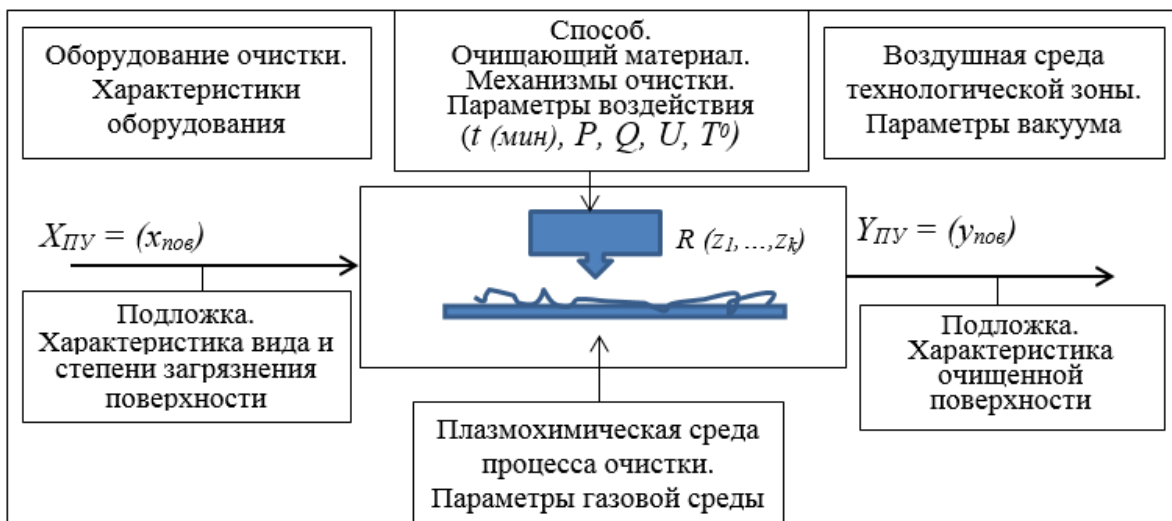 Оборудование очистки.
Характеристики
оборудования
Способ.
Очищающий материал.
Механизмы очистки.
Параметры воздействия
(t (мин), P, Q, U, T⁰)
Воздушная среда
технологической зоны.
Параметры вакуума
X_ПУ = (x_пов)
R (z_1,...,z_k)
Y_ПУ = (y_пов)
Подложка.
Характеристика вида и
степени загрязнения
поверхности
Подложка.
Характеристика
очищенной
поверхности
Плазмохимическая среда
процесса очистки.
Параметры газовой среды